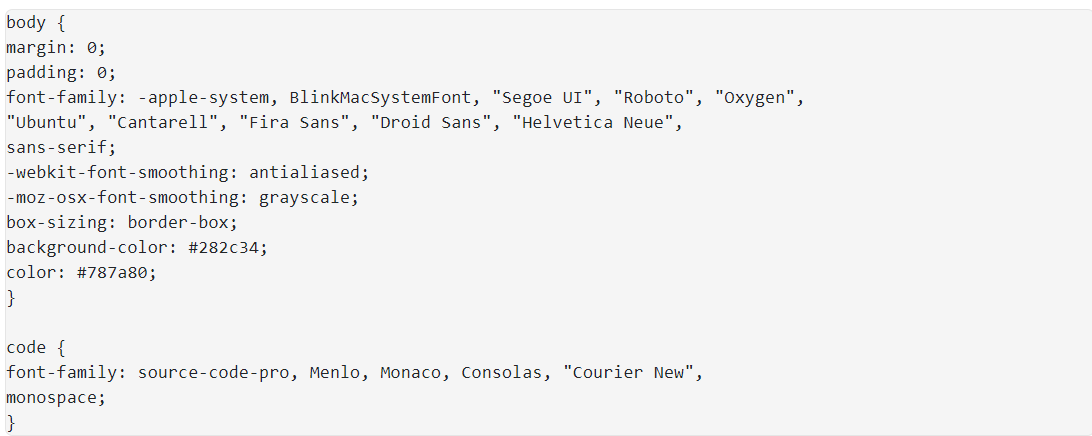 body {
margin: 0;
padding: 0;
font-family: -apple-system, BlinkMacSystemFont, "Segoe UI", "Roboto", "Oxygen",
"Ubuntu", "Cantarell", "Fira Sans", "Droid Sans", "Helvetica Neue",
sans-serif;
-webkit-font-smoothing: antialiased;
-moz-osx-font-smoothing: grayscale;
box-sizing: border-box;
background-color: #282c34;
color: #787a80;
}

code {
font-family: source-code-pro, Menlo, Monaco, Consolas, "Courier New",
monospace;
}